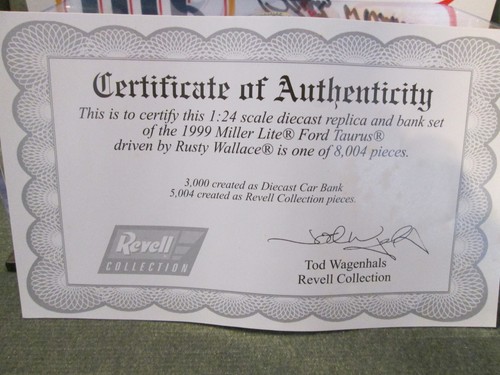 Certificate of Authenticity
This is to certify this 1:24 scale diecast replica and bank set
of the 1999 Miller Lite® Ford Taurus®
driven by Rusty Wallace® is one of 8,004 pieces.
3,000 created as Diecast Car Bank
5,004 created as Revell Collection pieces.
Revell
COLLECTION
Tod Wagenhals
Revell Collection